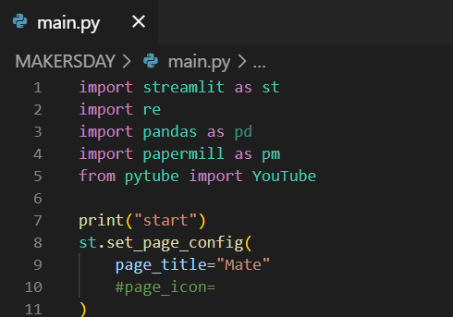 main.py ×
MAKERSDAY > main.py > ...
1 import streamlit as st
2 import re
3 import pandas as pd
4 import papermill as pm
5 from pytube import YouTube
6
7 print("start")
8 st.set_page_config(
9     page_title="Mate"
10     #page_icon=
11 )